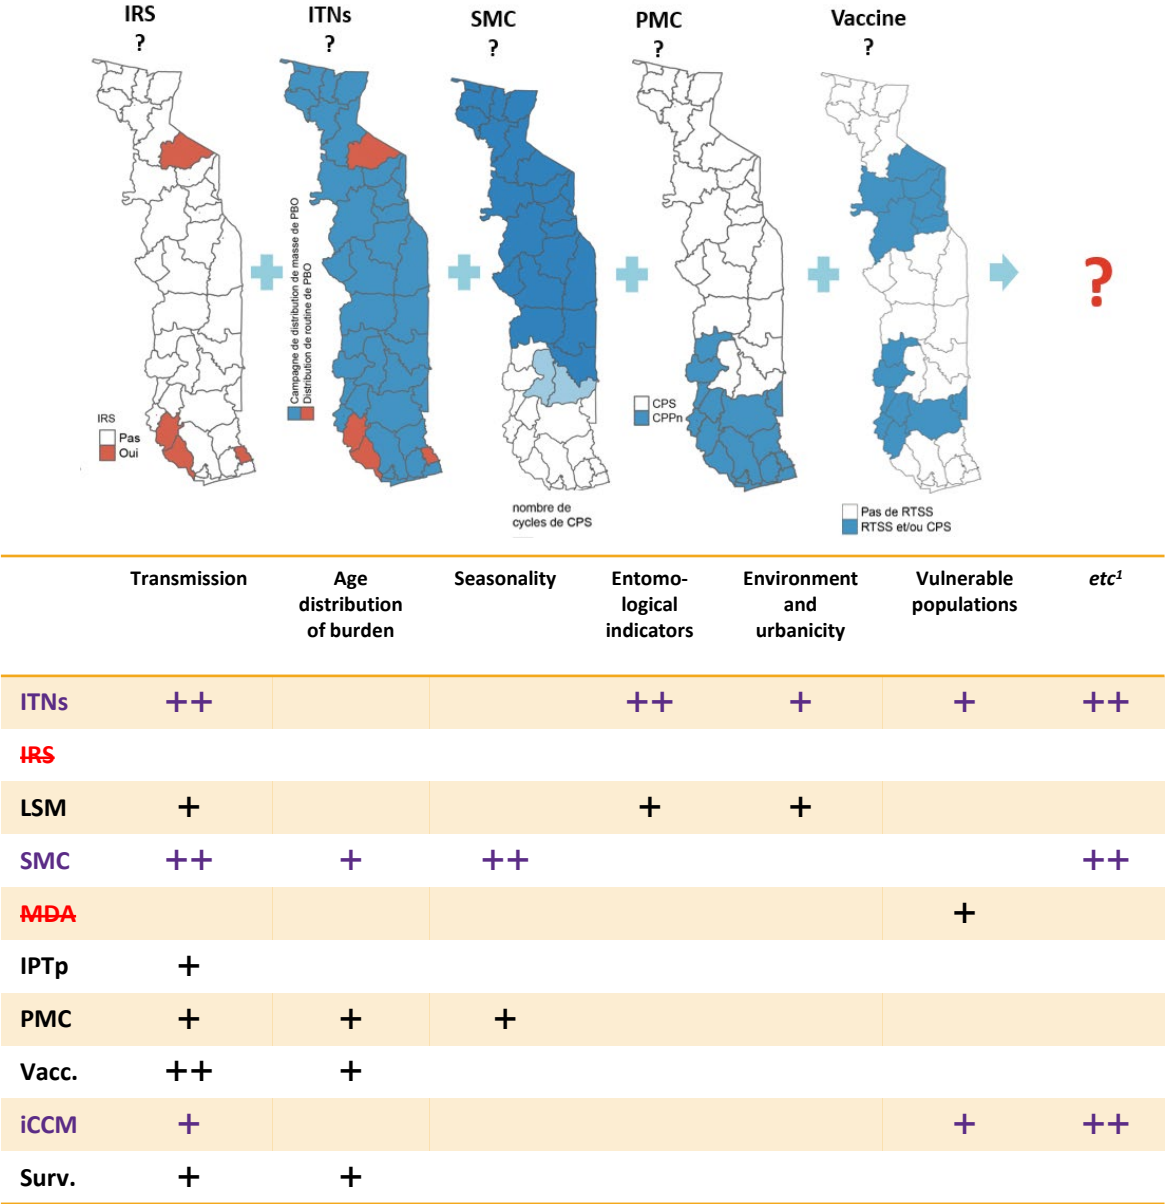 IRS
?
ITNs
?
SMC
?
PMC
?
Vaccine
?
?
IRS
Pas
Oui
Campagne de distribution de masse de PBO
Distribution de routine de PBO
nombre de
cycles de CPS
CPS
CPPn
Pas de RTSS
RTSS et/ou CPS
Transmission
Age
distribution
of burden
Seasonality
Entomo-
logical
indicators
Environment
and
urbanicity
Vulnerable
populations
etc1
ITNs ++ ++ + + ++
IRS
LSM + + +
SMC ++ + ++ ++
MDA +
IPTp +
PMC + + +
Vacc. ++ +
iCCM + + ++
Surv. + +